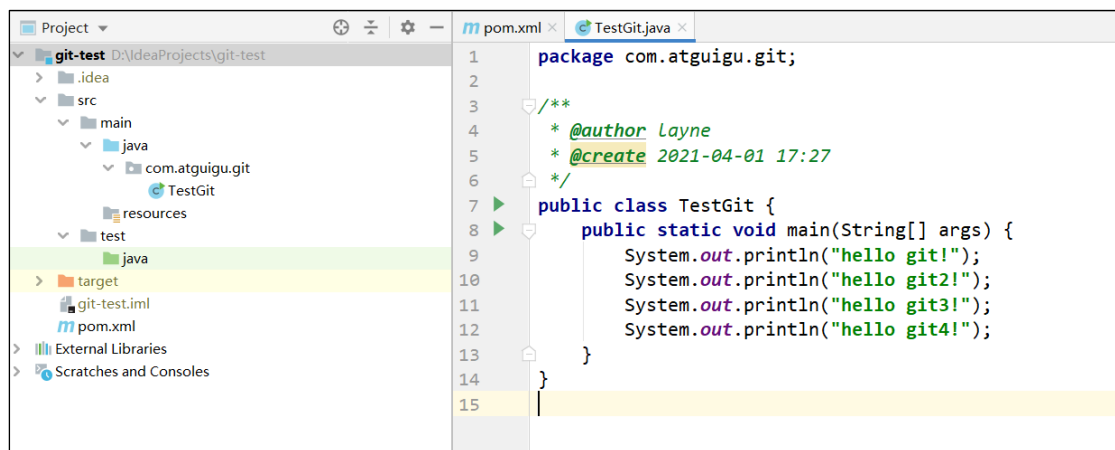 Project
git-test D:\IdeaProjects\git-test
.idea
src
main
java
com.atguigu.git
TestGit
resources
test
java
target
git-test.iml
pom.xml
External Libraries
Scratches and Consoles
pom.xml
TestGit.java
1 package com.atguigu.git;
2
3 /**
4 * @author layne
5 * @create 2021-04-01 17:27
6 */
7 public class TestGit {
8 public static void main(String[] args) {
9 System.out.println("hello git!");
10 System.out.println("hello git2!");
11 System.out.println("hello git3!");
12 System.out.println("hello git4!");
13 }
14 }
15